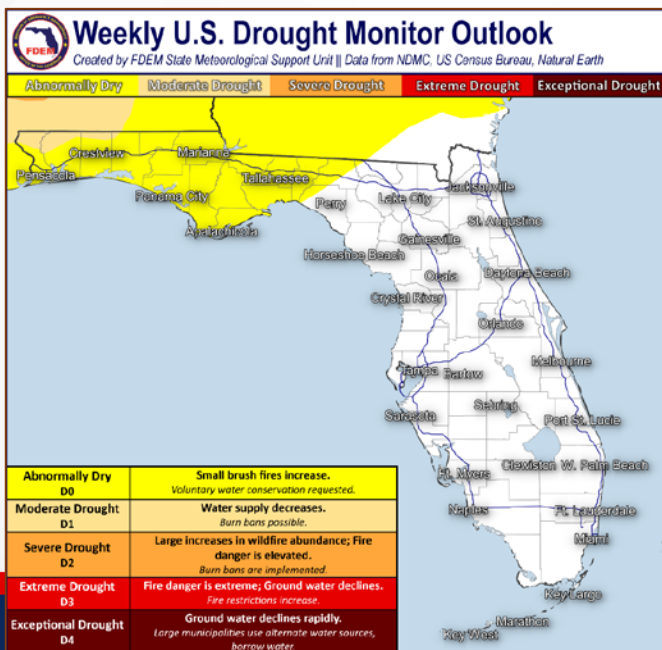 FDEM
Weekly U.S. Drought Monitor Outlook
Created by FDEM State Meteorological Support Unit || Data from NDMC, US Census Bureau, Natural Earth
Abnormally Dry Moderate Drought Severe Drought Extreme Drought Exceptional Drought
Crestview Marianna
Pensacola Tallahassee Jacksonville
Panama City Perry Lake City
Apalachicola St. Augustine
Gainesville
Horseshoe Beach
Ocala Daytona Beach
Crystal River
Orlando
Melbourne
Tampa Bartow
Sebring
Sarasota Port St. Lucie
Ft. Myers Clewiston W. Palm Beach
Naples Ft. Lauderdale
Miami
Key Largo
Marathon
Key West
Abnormally Dry
D0
Small brush fires increase.
Voluntary water conservation requested.
Moderate Drought
D1
Water supply decreases.
Burn bans possible.
Severe Drought
D2
Large increases in wildfire abundance; Fire
danger is elevated.
Burn bans are implemented.
Extreme Drought
D3
Fire danger is extreme; Ground water declines.
Fire restrictions increase.
Exceptional Drought
D4
Ground water declines rapidly.
Large municipalities use alternate water sources,
borrow water.